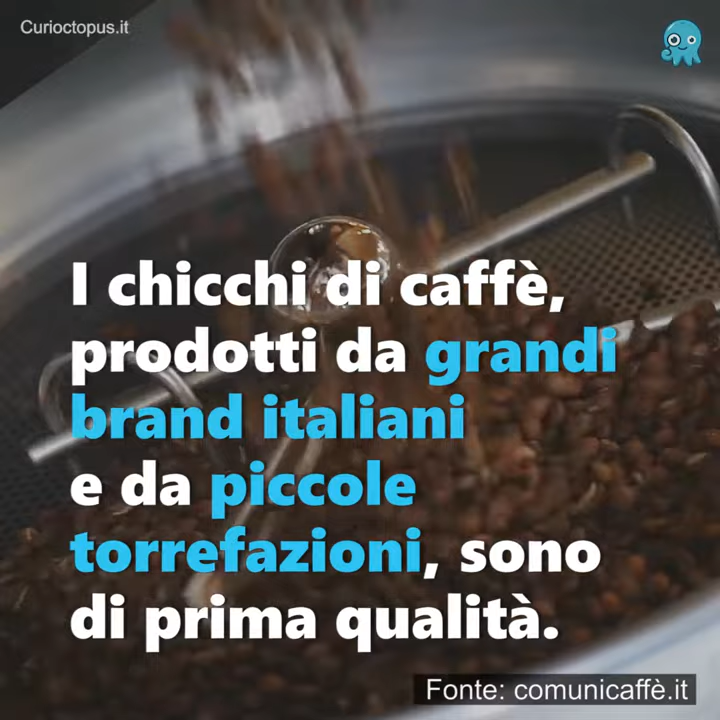 Curioctopus.it
I chicchi di caffè,
prodotti da grandi
brand italiani
e da piccole
torrefazioni, sono
di prima qualità.
Fonte: comunicaffè.it